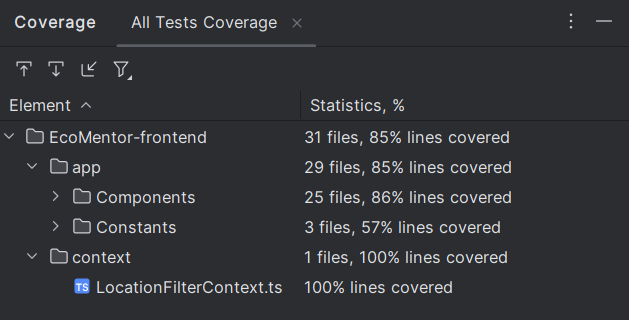 Coverage All Tests Coverage
Element Statistics, %
EcoMentor-frontend 31 files, 85% lines covered
app 29 files, 85% lines covered
Components 25 files, 86% lines covered
Constants 3 files, 57% lines covered
context 1 files, 100% lines covered
TS LocationFilterContext.ts 100% lines covered